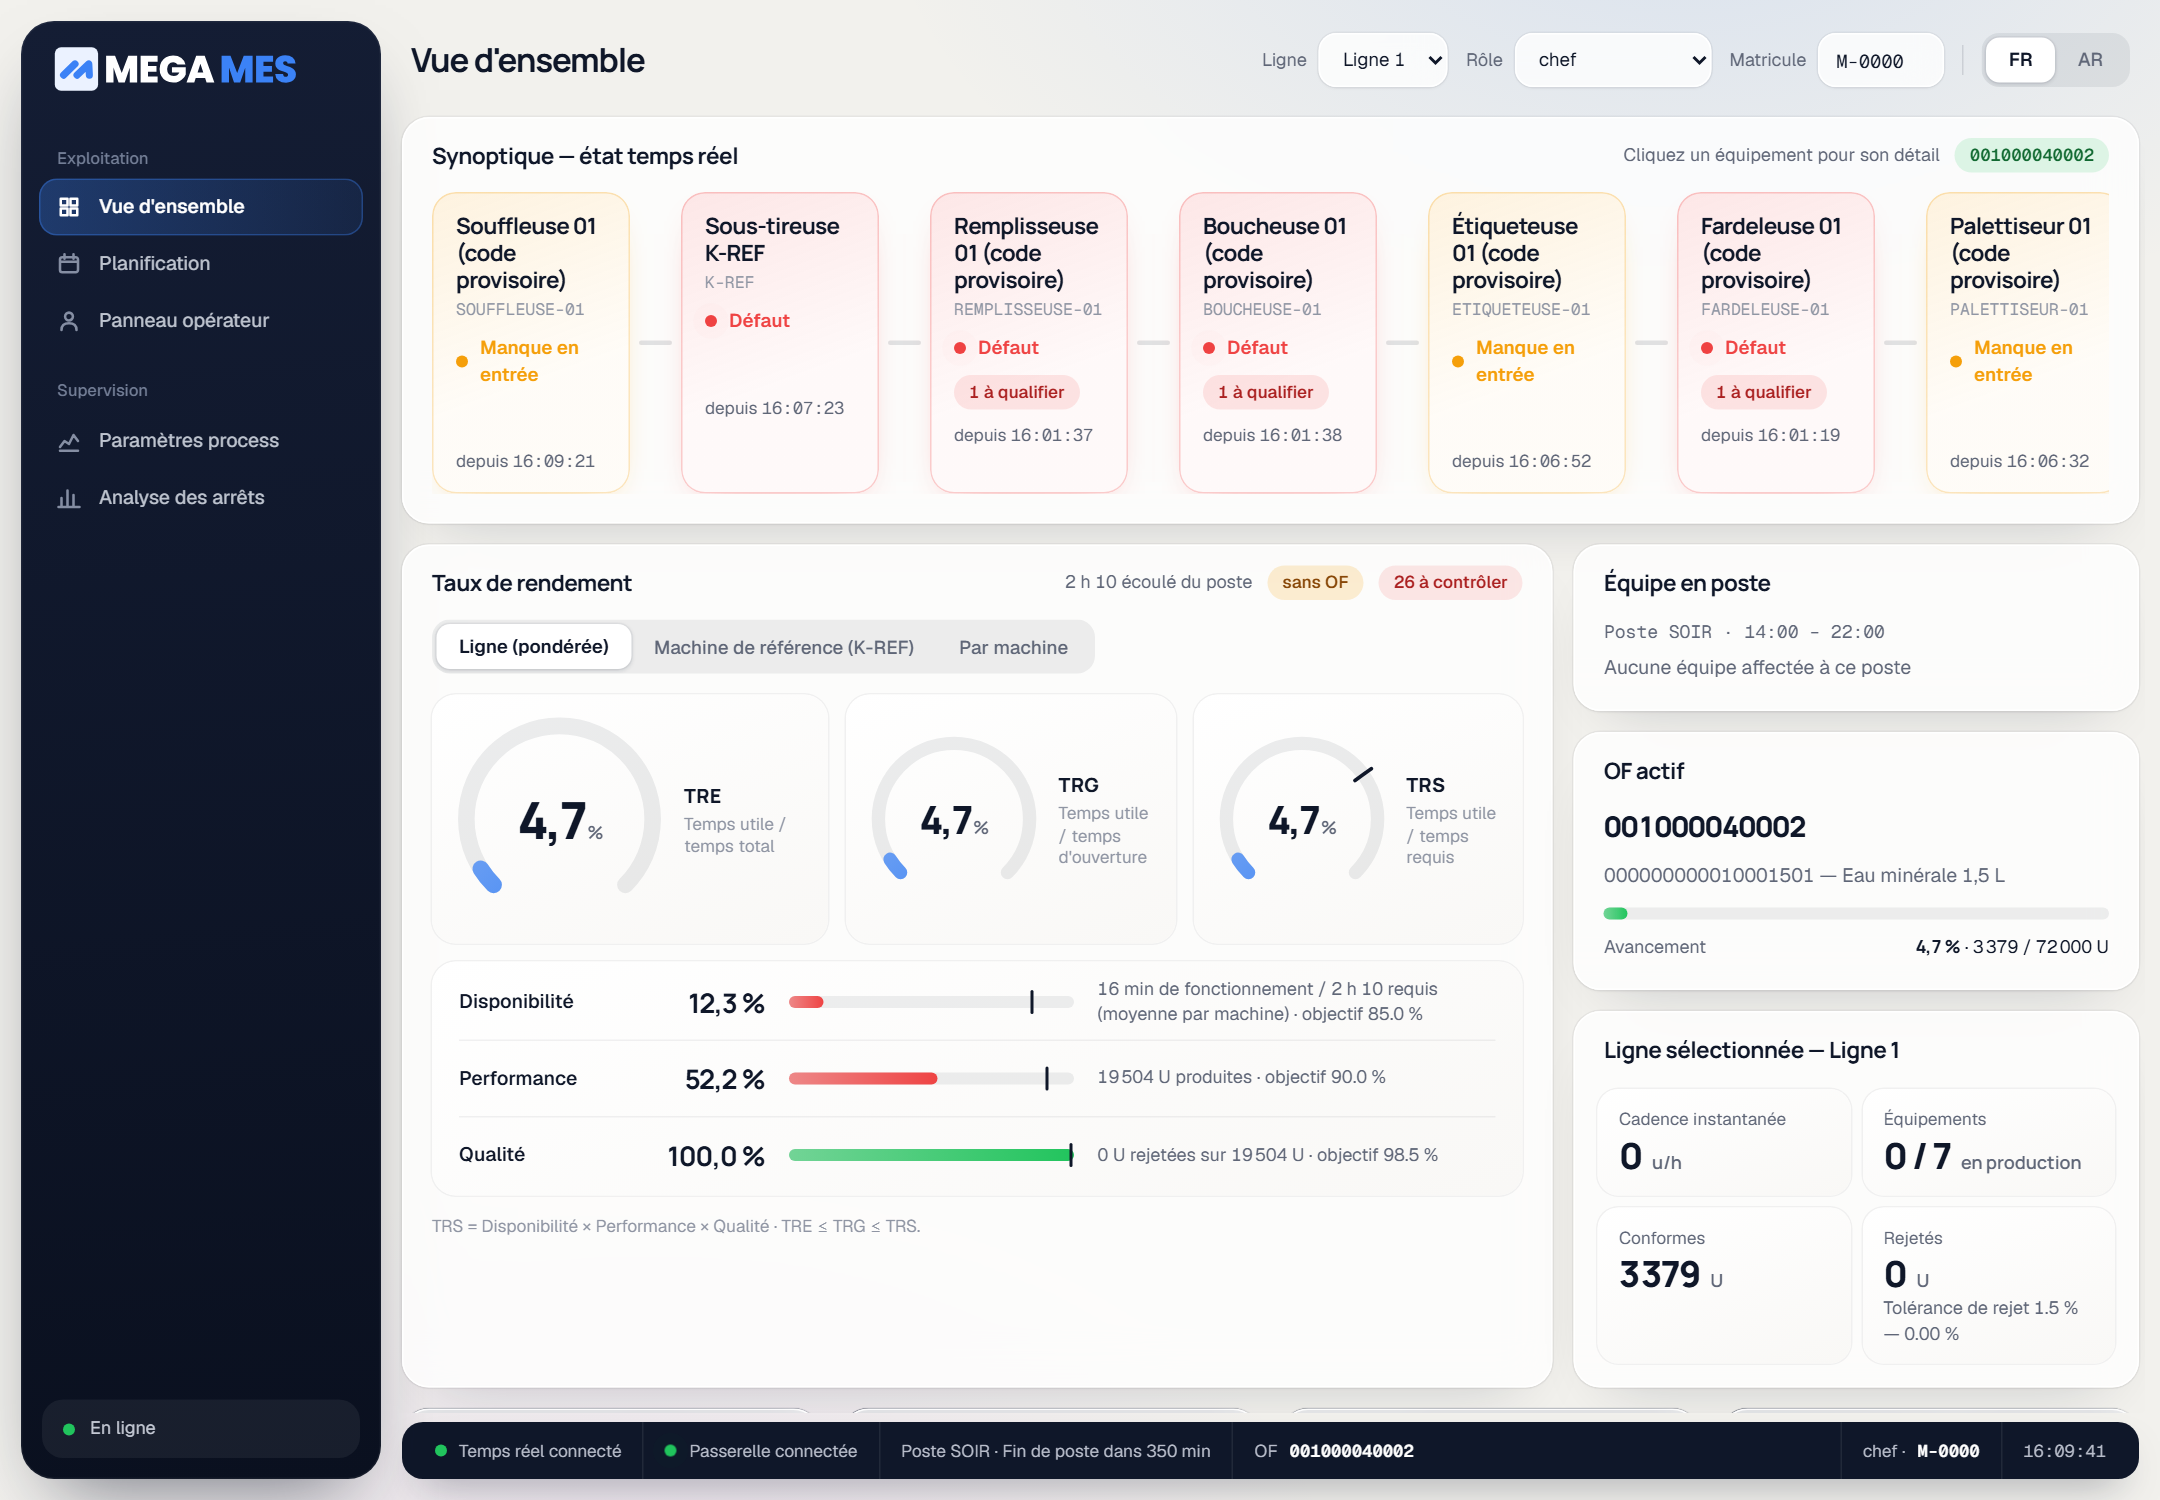 MEGA MES
Exploitation
Vue d'ensemble
Planification
Panneau opérateur
Supervision
Paramètres process
Analyse des arrêts
En ligne
Vue d'ensemble
Ligne
Ligne 1
Rôle
chef
Matricule
M-0000
FR
AR
Synoptique — état temps réel
Cliquez un équipement pour son détail
001000040002
Souffleuse 01
(code
provisoire)
SOUFFLEUSE-01
Manque en
entrée
depuis 16:09:21
Sous-tireuse
K-REF
K-REF
Défaut
depuis 16:07:23
Remplisseuse
01 (code
provisoire)
REMPLISSEUSE-01
Défaut
1 à qualifier
depuis 16:01:37
Boucheuse 01
(code
provisoire)
BOUCHEUSE-01
Défaut
1 à qualifier
depuis 16:01:38
Étiqueteuse
01 (code
provisoire)
ETIQUETEUSE-01
Manque en
entrée
depuis 16:06:52
Fardeleuse 01
(code
provisoire)
FARDELEUSE-01
Défaut
1 à qualifier
depuis 16:01:19
Palettiseur 01
(code
provisoire)
PALETTISEUR-01
Manque en
entrée
depuis 16:06:32
Taux de rendement
2 h 10 écoulé du poste
sans OF
26 à contrôler
Ligne (pondérée)
Machine de référence (K-REF)
Par machine
4,7 %
TRE
Temps utile /
temps total
4,7 %
TRG
Temps utile
/ temps
d'ouverture
4,7 %
TRS
Temps utile
/ temps
requis
Disponibilité
12,3 %
16 min de fonctionnement / 2 h 10 requis
(moyenne par machine) · objectif 85.0 %
Performance
52,2 %
19 504 U produites · objectif 90.0 %
Qualité
100,0 %
0 U rejetées sur 19 504 U · objectif 98.5 %
TRS = Disponibilité × Performance × Qualité · TRE ≤ TRG ≤ TRS.
Équipe en poste
Poste SOIR · 14:00 – 22:00
Aucune équipe affectée à ce poste
OF actif
001000040002
000000000010001501 — Eau minérale 1,5 L
Avancement
4,7 % · 3 379 / 72 000 U
Ligne sélectionnée — Ligne 1
Cadence instantanée
0 u/h
Équipements
0 / 7 en production
Conformes
3 379 U
Rejetés
0 U
Tolérance de rejet 1.5 %
— 0.00 %
Temps réel connecté
Passerelle connectée
Poste SOIR · Fin de poste dans 350 min
OF 001000040002
chef · M-0000
16:09:41